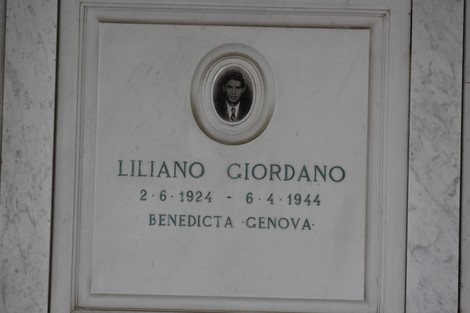 LILIANO GIORDANO
2·6·1924 - 6·4·1944
BENEDICTA ·GENOVA·